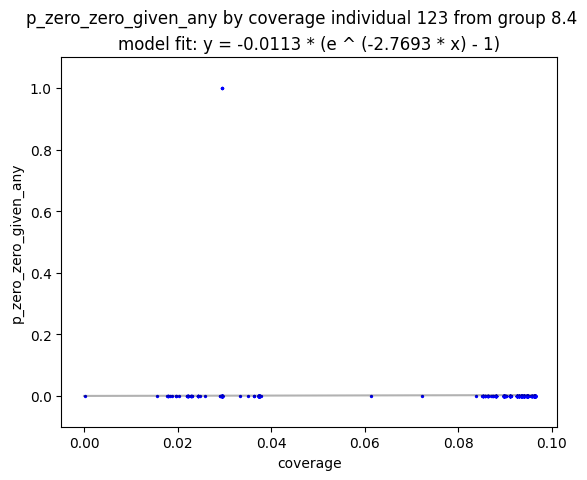 p_zero_zero_given_any by coverage individual 123 from group 8.4
model fit: y = -0.0113 * (e ^ (-2.7693 * x) - 1)
1.0
0.8
0.6
0.4
0.2
0.0
p_zero_zero_given_any
0.00 0.02 0.04 0.06 0.08 0.10
coverage